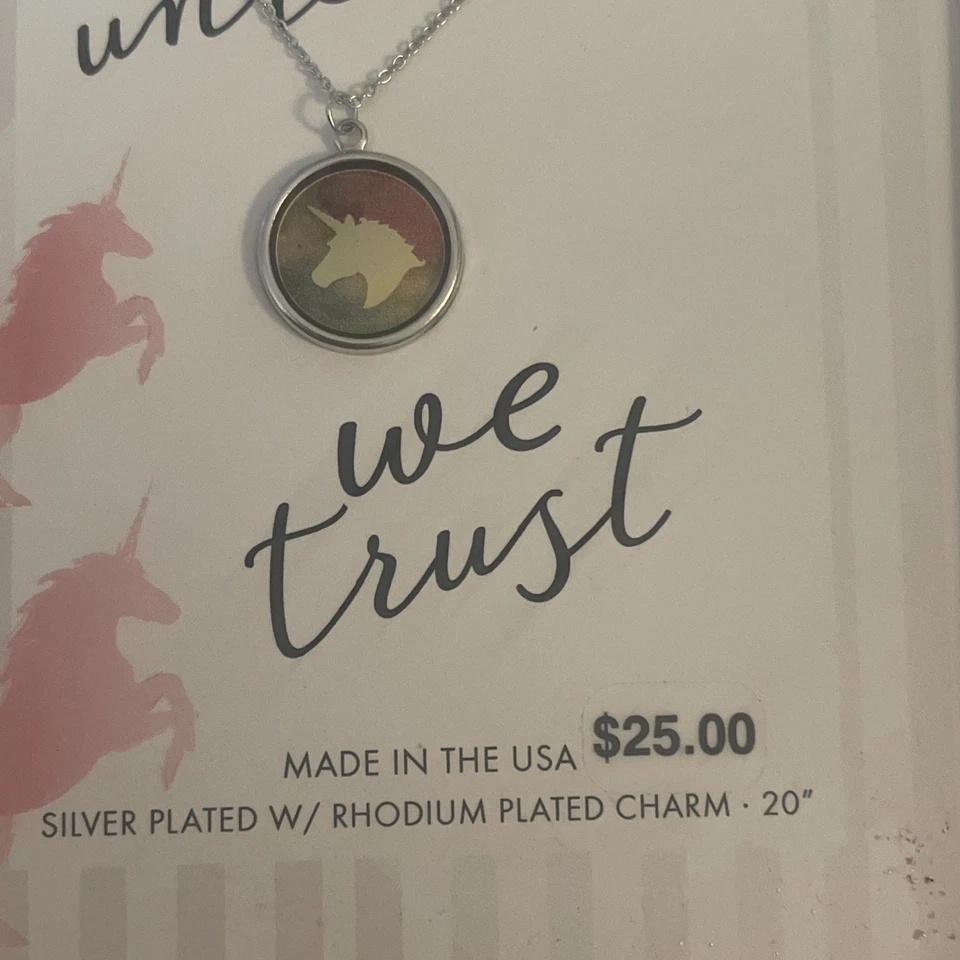 we
trust
MADE IN THE USA $25.00
SILVER PLATED W/ RHODIUM PLATED CHARM · 20”